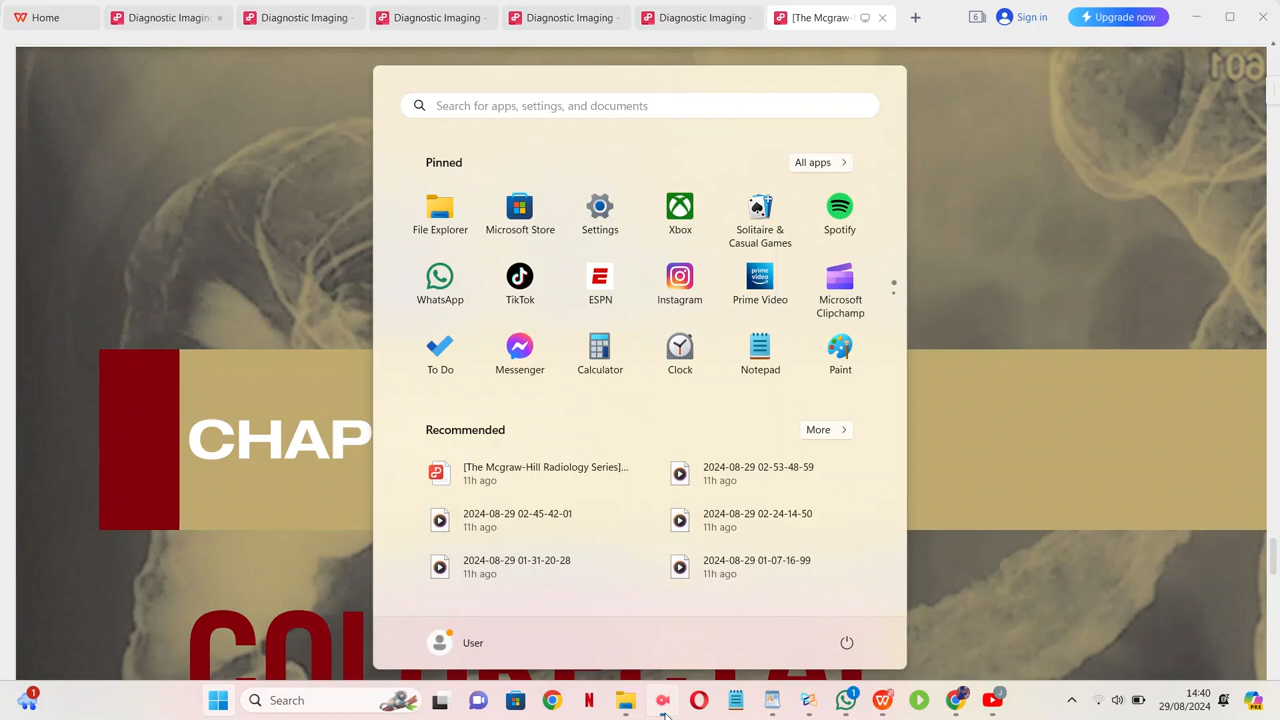 Home
Diagnostic Imaging
Diagnostic Imaging -
Diagnostic Imaging -
Diagnostic Imaging -
Diagnostic Imaging -
[The Mcgraw-
6
Sign in
Upgrade now
109
Search for apps, settings, and documents
Pinned
All apps
File Explorer
Microsoft Store
Settings
Xbox
Solitaire &
Casual Games
Spotify
WhatsApp
TikTok
ESPN
Instagram
Prime Video
Microsoft
Clipchamp
To Do
Messenger
Calculator
Clock
Notepad
Paint
CHAP
Recommended
More
[The Mcgraw-Hill Radiology Series]...
11h ago
2024-08-29 02-53-48-59
11h ago
2024-08-29 02-45-42-01
11h ago
2024-08-29 02-24-14-50
11h ago
2024-08-29 01-31-20-28
11h ago
2024-08-29 01-07-16-99
11h ago
User
1
Search
1
14:40
29/08/2024